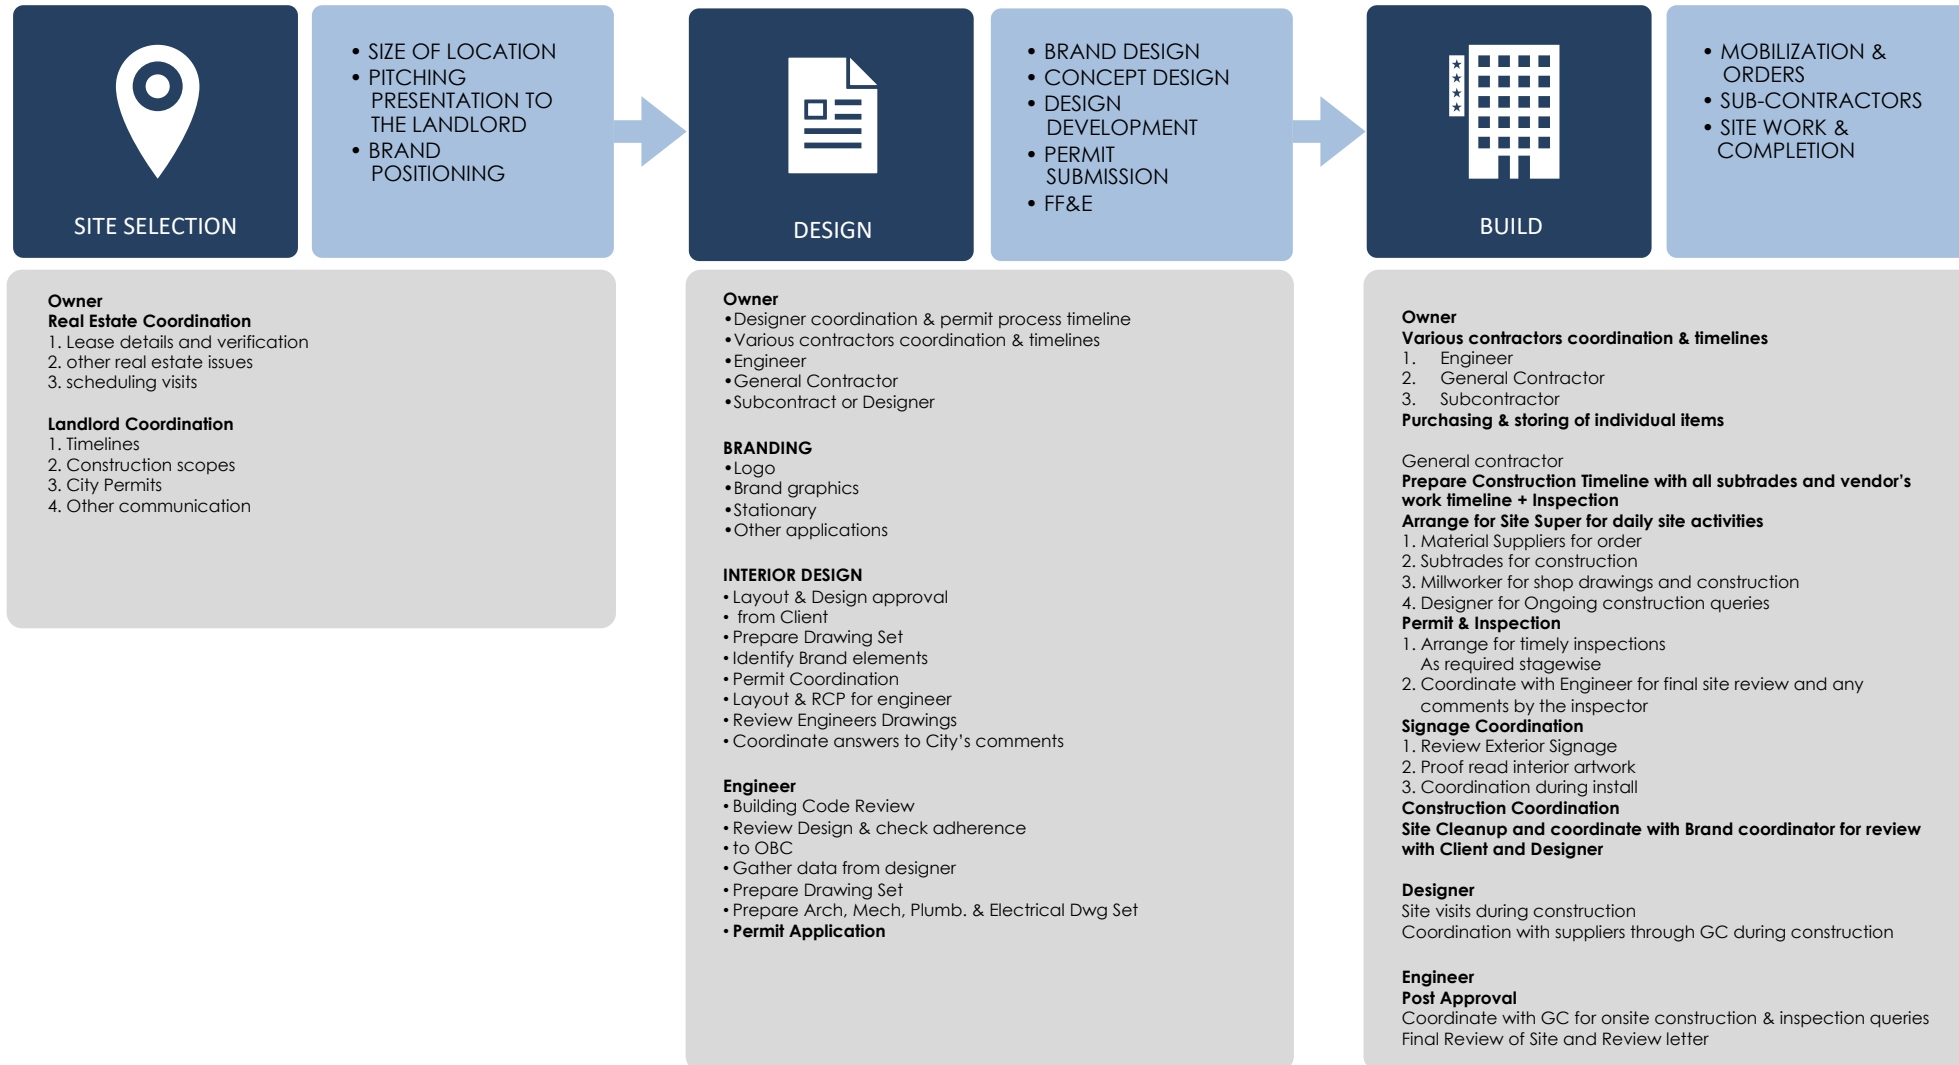 SITE SELECTION
• SIZE OF LOCATION
• PITCHING
PRESENTATION TO
THE LANDLORD
• BRAND
POSITIONING
DESIGN
• BRAND DESIGN
• CONCEPT DESIGN
• DESIGN
DEVELOPMENT
• PERMIT
SUBMISSION
• FF&E
BUILD
• MOBILIZATION &
ORDERS
• SUB-CONTRACTORS
• SITE WORK &
COMPLETION
Owner
Real Estate Coordination
1. Lease details and verification
2. other real estate issues
3. scheduling visits
Landlord Coordination
1. Timelines
2. Construction scopes
3. City Permits
4. Other communication
Owner
•Designer coordination & permit process timeline
•Various contractors coordination & timelines
•Engineer
•General Contractor
•Subcontract or Designer
BRANDING
•Logo
•Brand graphics
•Stationary
•Other applications
INTERIOR DESIGN
• Layout & Design approval
• from Client
• Prepare Drawing Set
• Identify Brand elements
• Permit Coordination
• Layout & RCP for engineer
• Review Engineers Drawings
• Coordinate answers to City's comments
Engineer
• Building Code Review
• Review Design & check adherence
• to OBC
• Gather data from designer
• Prepare Drawing Set
• Prepare Arch, Mech, Plumb. & Electrical Dwg Set
• Permit Application
Owner
Various contractors coordination & timelines
1. Engineer
2. General Contractor
3. Subcontractor
Purchasing & storing of individual items
General contractor
Prepare Construction Timeline with all subtrades and vendor's
work timeline + Inspection
Arrange for Site Super for daily site activities
1. Material Suppliers for order
2. Subtrades for construction
3. Millworker for shop drawings and construction
4. Designer for Ongoing construction queries
Permit & Inspection
1. Arrange for timely inspections
As required stagewise
2. Coordinate with Engineer for final site review and any
comments by the inspector
Signage Coordination
1. Review Exterior Signage
2. Proof read interior artwork
3. Coordination during install
Construction Coordination
Site Cleanup and coordinate with Brand coordinator for review
with Client and Designer
Designer
Site visits during construction
Coordination with suppliers through GC during construction
Engineer
Post Approval
Coordinate with GC for onsite construction & inspection queries
Final Review of Site and Review letter